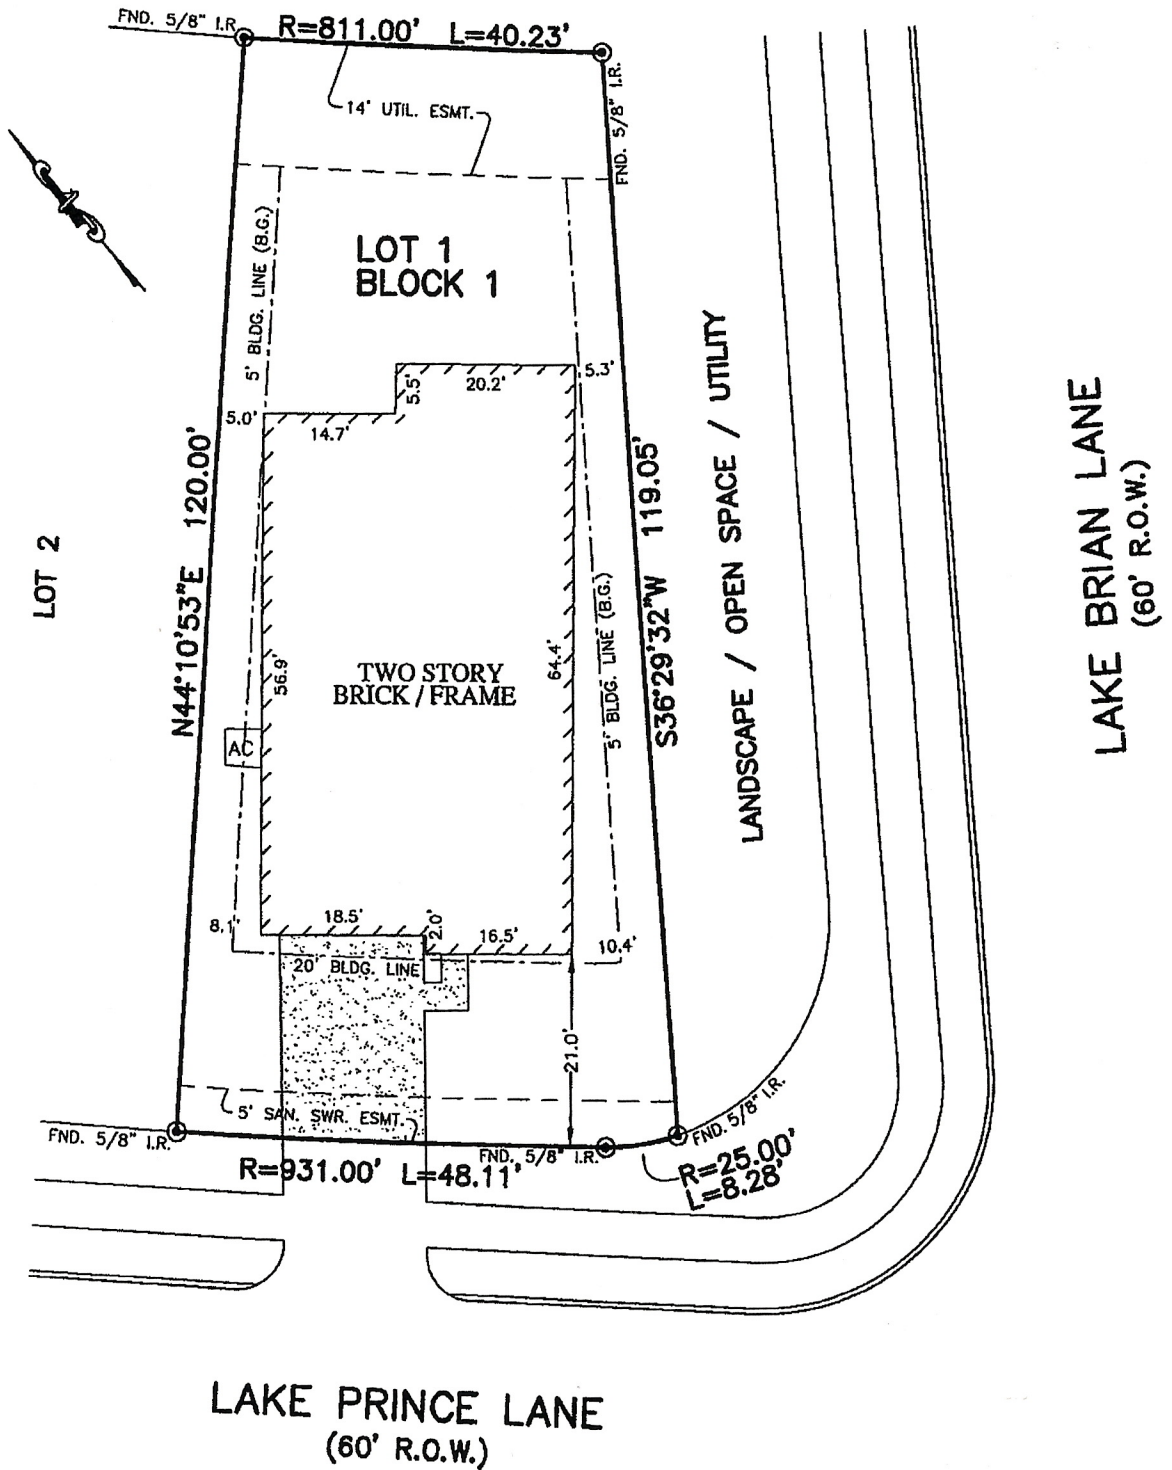 FND. 5/8" I.R.
R=811.00' L=40.23'
FND. 5/8" I.R.
14' UTIL. ESMT.
5' BLDG. LINE (B.G.)
LOT 1
BLOCK 1
5.3'
20.2'
5.5'
5.0'
14.7'
N44°10'53"E 120.00'
S36°29'32"W 119.05'
LANDSCAPE / OPEN SPACE / UTILITY
LAKE BRIAN LANE
(60' R.O.W.)
LOT 2
56.9'
64.4'
5' BLDG. LINE (B.G.)
TWO STORY
BRICK / FRAME
AC
8.1'
18.5'
2.0'
16.5'
10.4'
20' BLDG. LINE
21.0'
5' SAN. SWR. ESMT.
FND. 5/8" I.R.
FND. 5/8" I.R.
FND. 5/8" I.R.
R=931.00' L=48.11'
R=25.00'
L=8.28'
LAKE PRINCE LANE
(60' R.O.W.)